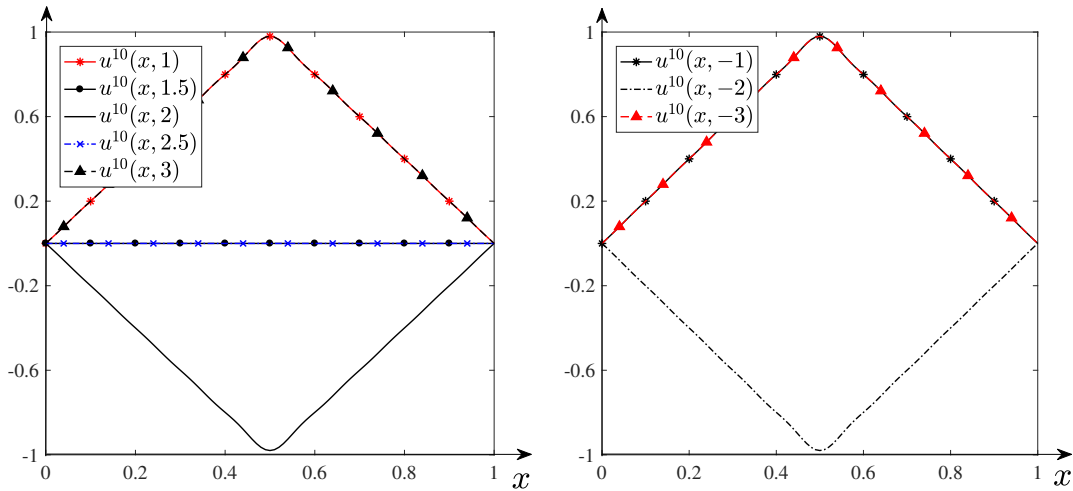 1
0.6
0.2
-0.2
-0.6
-1
0
0.2
0.4
0.6
0.8
1
x
u^{10}(x, 1)
u^{10}(x, 1.5)
u^{10}(x, 2)
u^{10}(x, 2.5)
u^{10}(x, 3)
1
0.6
0.2
-0.2
-0.6
-1
0
0.2
0.4
0.6
0.8
1
x
u^{10}(x, −1)
u^{10}(x, −2)
u^{10}(x, −3)